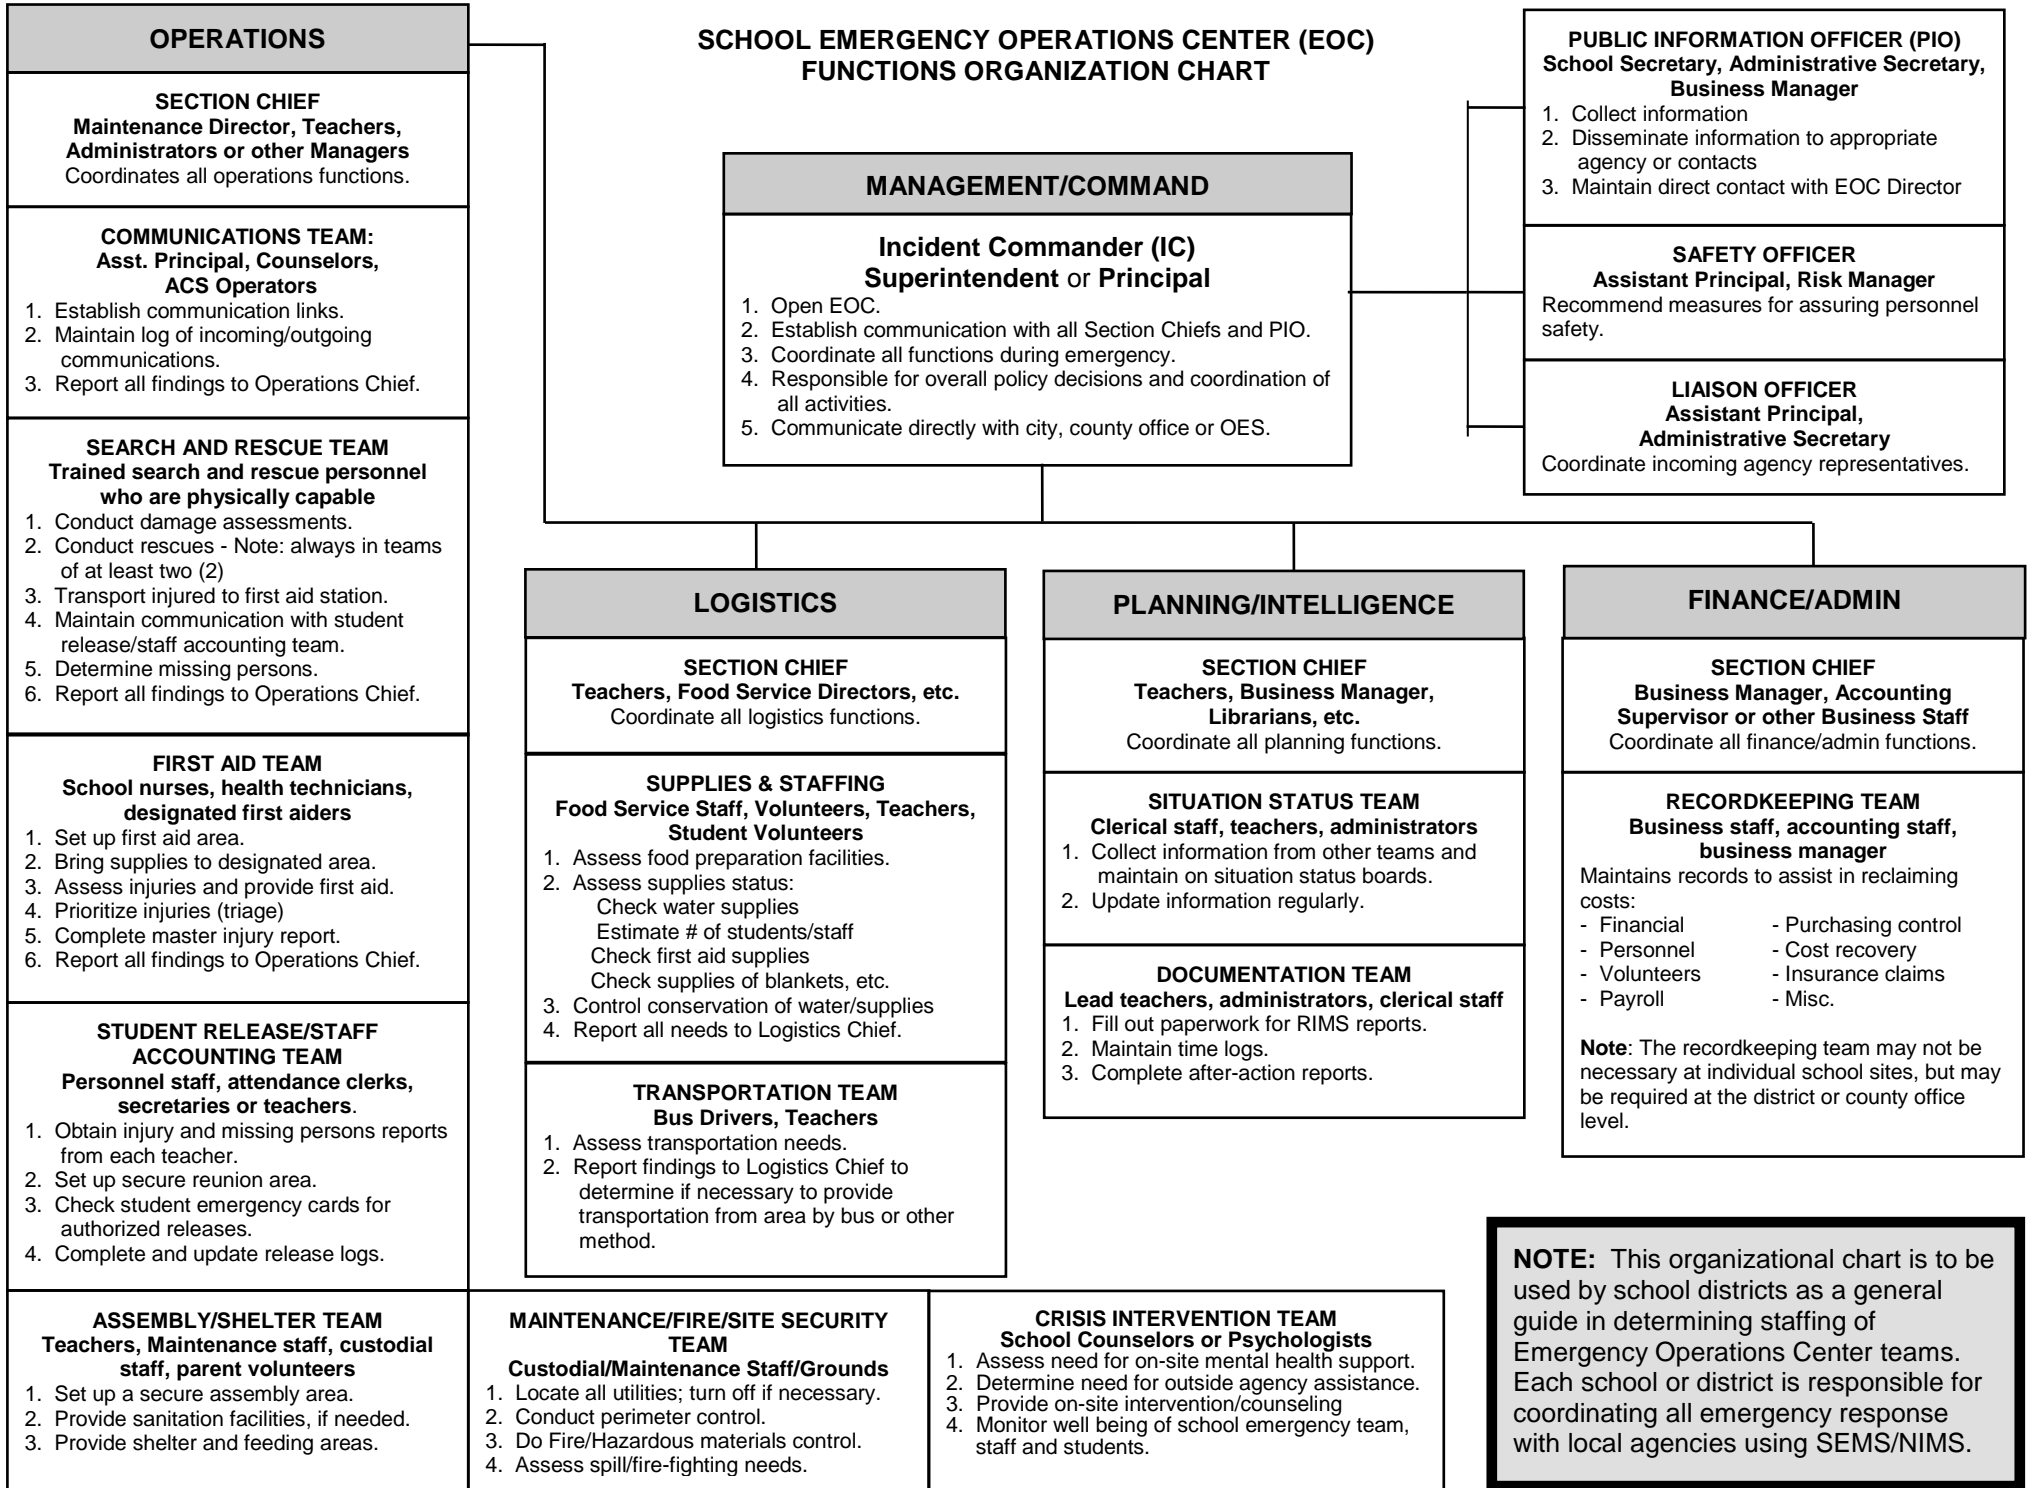 SCHOOL EMERGENCY OPERATIONS CENTER (EOC)
FUNCTIONS ORGANIZATION CHART
OPERATIONS
SECTION CHIEF
Maintenance Director, Teachers,
Administrators or other Managers
Coordinates all operations functions.
COMMUNICATIONS TEAM:
Asst. Principal, Counselors,
ACS Operators
1. Establish communication links.
2. Maintain log of incoming/outgoing
communications.
3. Report all findings to Operations Chief.
SEARCH AND RESCUE TEAM
Trained search and rescue personnel
who are physically capable
1. Conduct damage assessments.
2. Conduct rescues - Note: always in teams
of at least two (2)
3. Transport injured to first aid station.
4. Maintain communication with student
release/staff accounting team.
5. Determine missing persons.
6. Report all findings to Operations Chief.
FIRST AID TEAM
School nurses, health technicians,
designated first aiders
1. Set up first aid area.
2. Bring supplies to designated area.
3. Assess injuries and provide first aid.
4. Prioritize injuries (triage)
5. Complete master injury report.
6. Report all findings to Operations Chief.
STUDENT RELEASE/STAFF
ACCOUNTING TEAM
Personnel staff, attendance clerks,
secretaries or teachers.
1. Obtain injury and missing persons reports
from each teacher.
2. Set up secure reunion area.
3. Check student emergency cards for
authorized releases.
4. Complete and update release logs.
ASSEMBLY/SHELTER TEAM
Teachers, Maintenance staff, custodial
staff, parent volunteers
1. Set up a secure assembly area.
2. Provide sanitation facilities, if needed.
3. Provide shelter and feeding areas.
MAINTENANCE/FIRE/SITE SECURITY
TEAM
Custodial/Maintenance Staff/Grounds
1. Locate all utilities; turn off if necessary.
2. Conduct perimeter control.
3. Do Fire/Hazardous materials control.
4. Assess spill/fire-fighting needs.
CRISIS INTERVENTION TEAM
School Counselors or Psychologists
1. Assess need for on-site mental health support.
2. Determine need for outside agency assistance.
3. Provide on-site intervention/counseling
4. Monitor well being of school emergency team,
staff and students.
MANAGEMENT/COMMAND
Incident Commander (IC)
Superintendent or Principal
1. Open EOC.
2. Establish communication with all Section Chiefs and PIO.
3. Coordinate all functions during emergency.
4. Responsible for overall policy decisions and coordination of
all activities.
5. Communicate directly with city, county office or OES.
PUBLIC INFORMATION OFFICER (PIO)
School Secretary, Administrative Secretary,
Business Manager
1. Collect information
2. Disseminate information to appropriate
agency or contacts
3. Maintain direct contact with EOC Director
SAFETY OFFICER
Assistant Principal, Risk Manager
Recommend measures for assuring personnel
safety.
LIAISON OFFICER
Assistant Principal,
Administrative Secretary
Coordinate incoming agency representatives.
LOGISTICS
SECTION CHIEF
Teachers, Food Service Directors, etc.
Coordinate all logistics functions.
SUPPLIES & STAFFING
Food Service Staff, Volunteers, Teachers,
Student Volunteers
1. Assess food preparation facilities.
2. Assess supplies status:
Check water supplies
Estimate # of students/staff
Check first aid supplies
Check supplies of blankets, etc.
3. Control conservation of water/supplies
4. Report all needs to Logistics Chief.
TRANSPORTATION TEAM
Bus Drivers, Teachers
1. Assess transportation needs.
2. Report findings to Logistics Chief to
determine if necessary to provide
transportation from area by bus or other
method.
PLANNING/INTELLIGENCE
SECTION CHIEF
Teachers, Business Manager,
Librarians, etc.
Coordinate all planning functions.
SITUATION STATUS TEAM
Clerical staff, teachers, administrators
1. Collect information from other teams and
maintain on situation status boards.
2. Update information regularly.
DOCUMENTATION TEAM
Lead teachers, administrators, clerical staff
1. Fill out paperwork for RIMS reports.
2. Maintain time logs.
3. Complete after-action reports.
FINANCE/ADMIN
SECTION CHIEF
Business Manager, Accounting
Supervisor or other Business Staff
Coordinate all finance/admin functions.
RECORDKEEPING TEAM
Business staff, accounting staff,
business manager
Maintains records to assist in reclaiming
costs:
- Financial - Purchasing control
- Personnel - Cost recovery
- Volunteers - Insurance claims
- Payroll - Misc.
Note: The recordkeeping team may not be
necessary at individual school sites, but may
be required at the district or county office
level.
NOTE: This organizational chart is to be
used by school districts as a general
guide in determining staffing of
Emergency Operations Center teams.
Each school or district is responsible for
coordinating all emergency response
with local agencies using SEMS/NIMS.